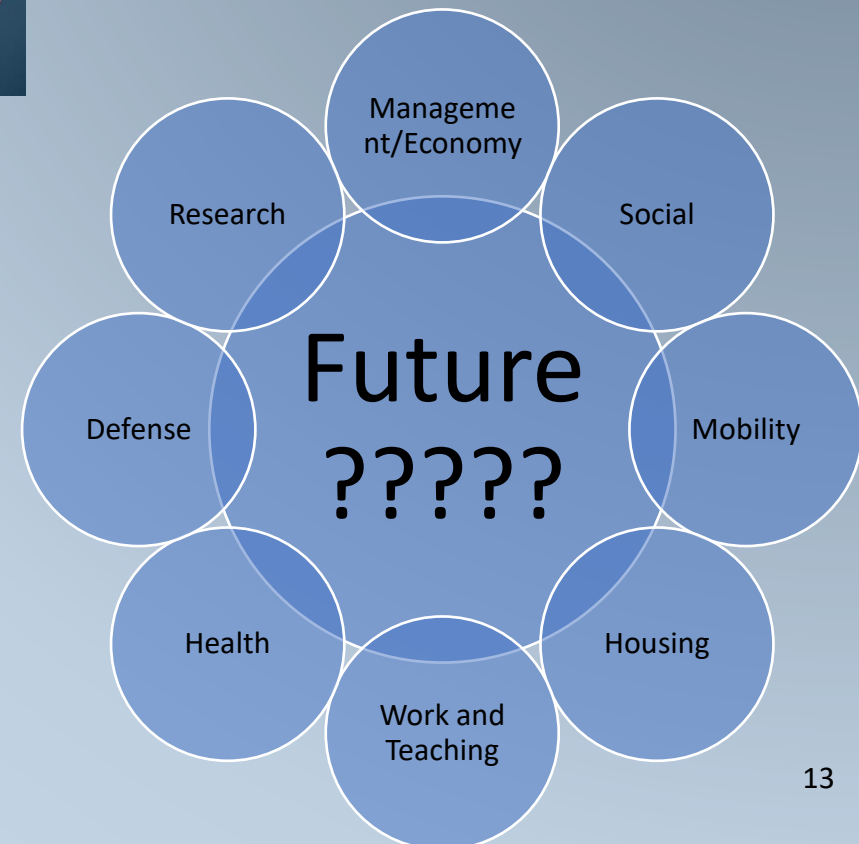 Manageme
nt/Economy
Research
Social
Future
?????
Defense
Mobility
Health
Housing
Work and
Teaching
13